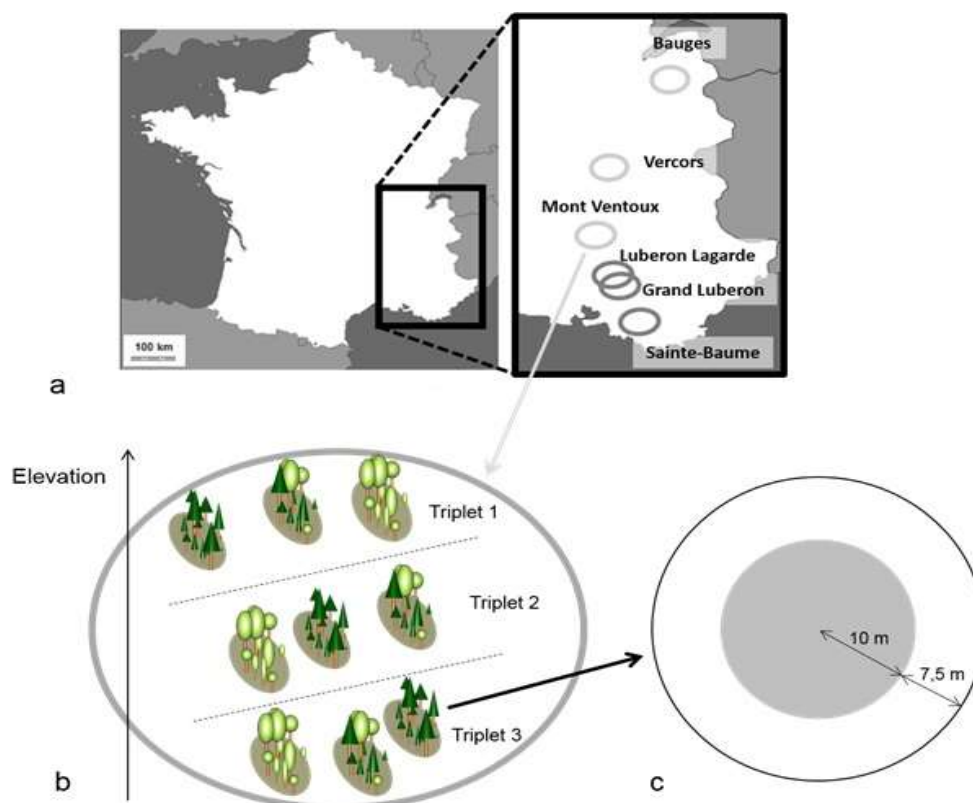 Bauges
Vercors
Mont Ventoux
Luberon Lagarde
Grand Luberon
Sainte-Baume
100 km
a
Elevation
Triplet 1
Triplet 2
Triplet 3
b
10 m
7,5 m
c